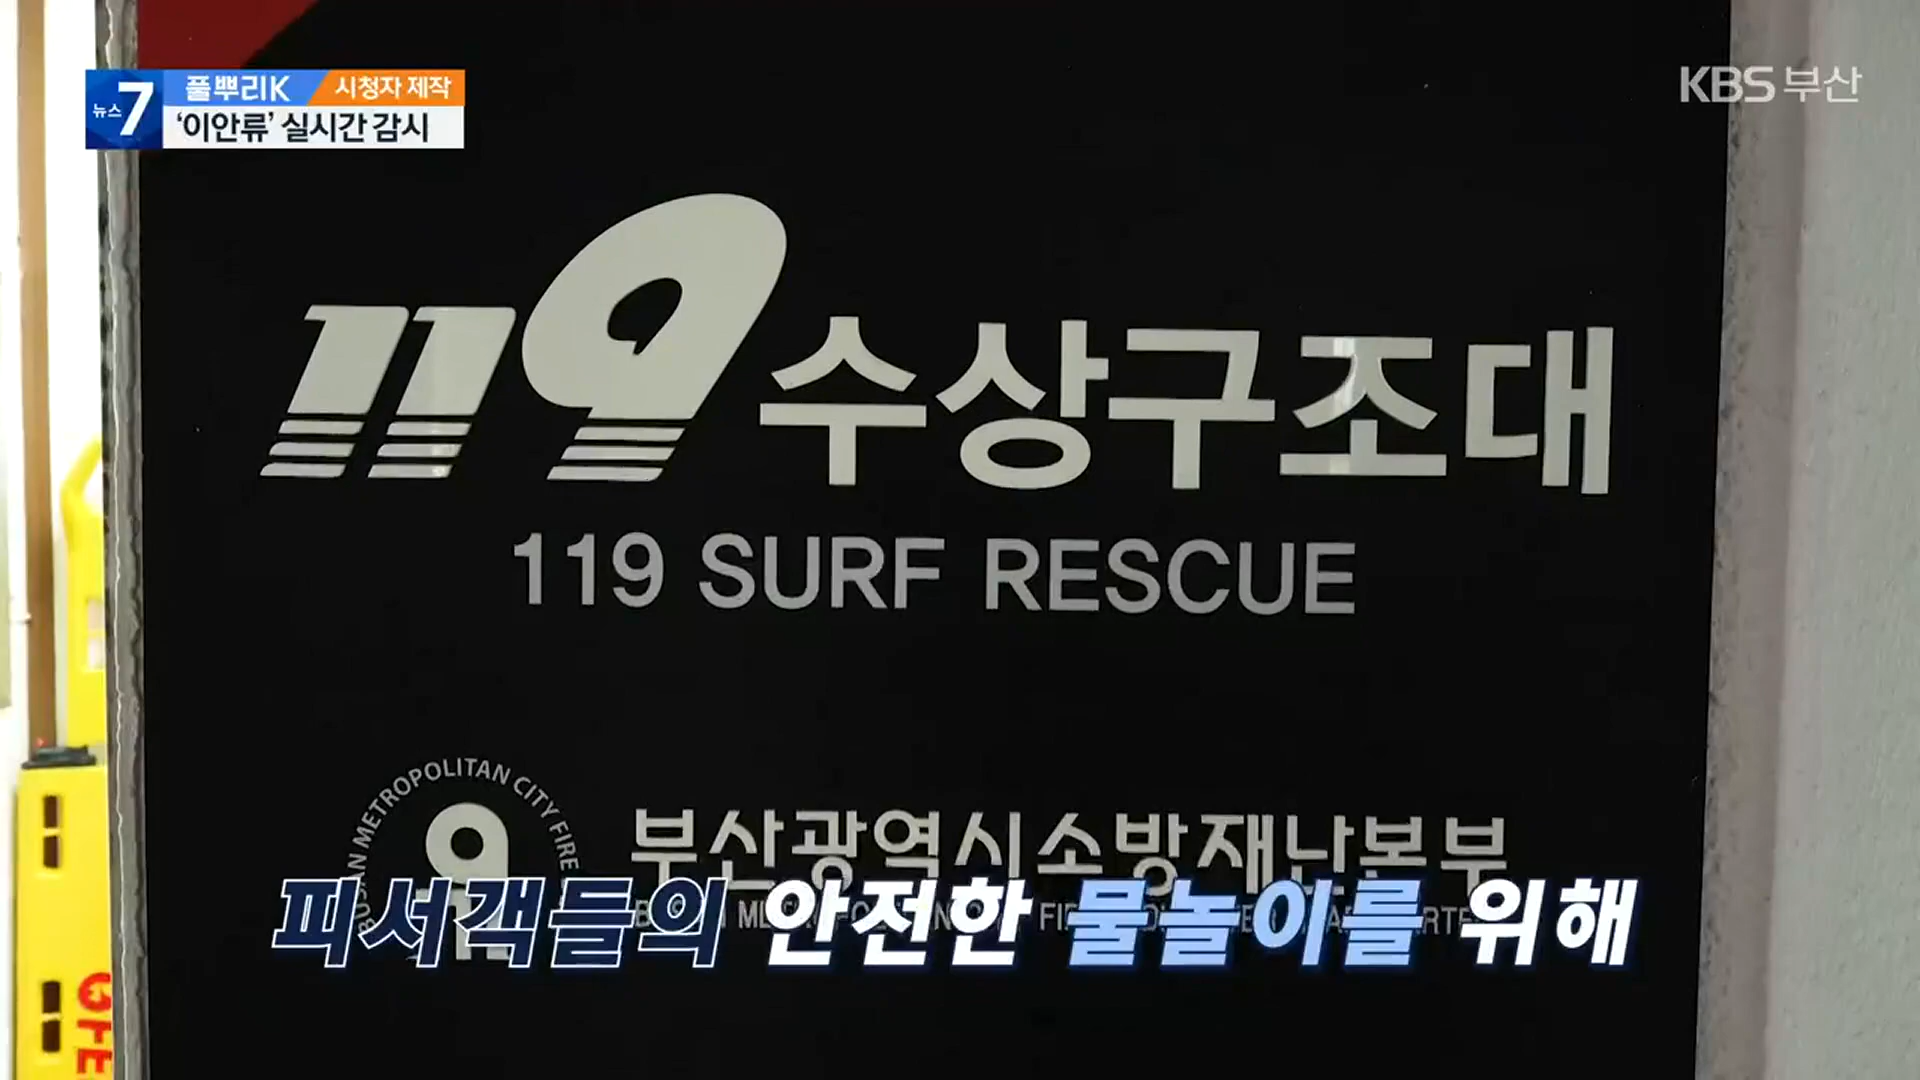 뉴스 7
풀뿌리K 시청자 제작
'이안류' 실시간 감시
KBS 부산
119 수상구조대
119 SURF RESCUE
BUSAN METROPOLITAN CITY FIRE
부산광역시소방재난본부
피서객들의 안전한 물놀이를 위해